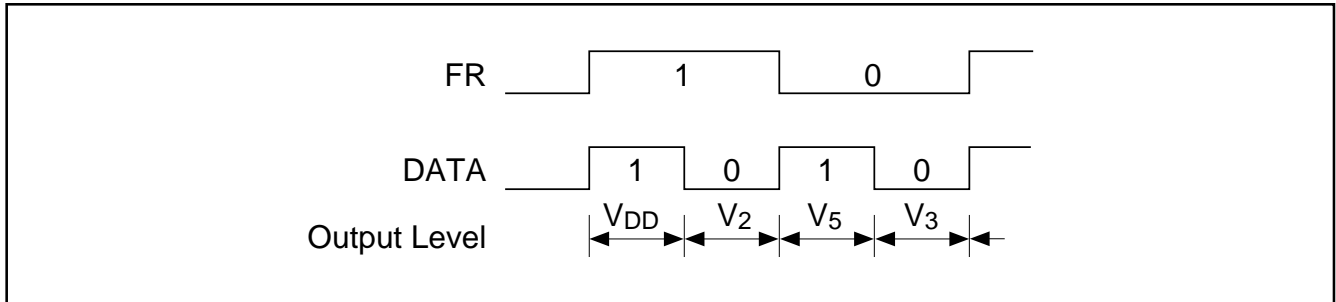 FR 1 0
DATA 1 0 1 0
Output Level VDD V2 V5 V3